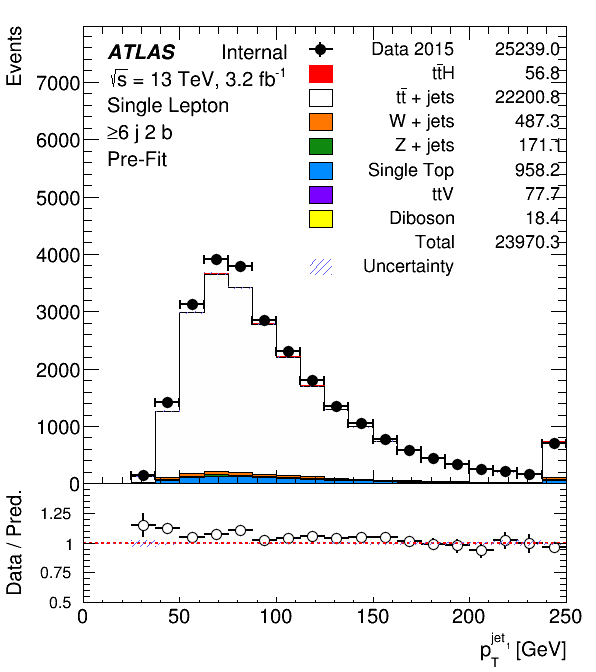 Events
ATLAS Internal
√s = 13 TeV, 3.2 fb⁻¹
Single Lepton
≥6 j 2 b
Pre-Fit
Data 2015 25239.0
tt̄H 56.8
tt̄ + jets 22200.8
W + jets 487.3
Z + jets 171.1
Single Top 958.2
ttV 77.7
Diboson 18.4
Total 23970.3
Uncertainty
7000
6000
5000
4000
3000
2000
1000
0
Data / Pred.
1.25
1
0.75
0.5
0 50 100 150 200 250
p_T^jet₁ [GeV]